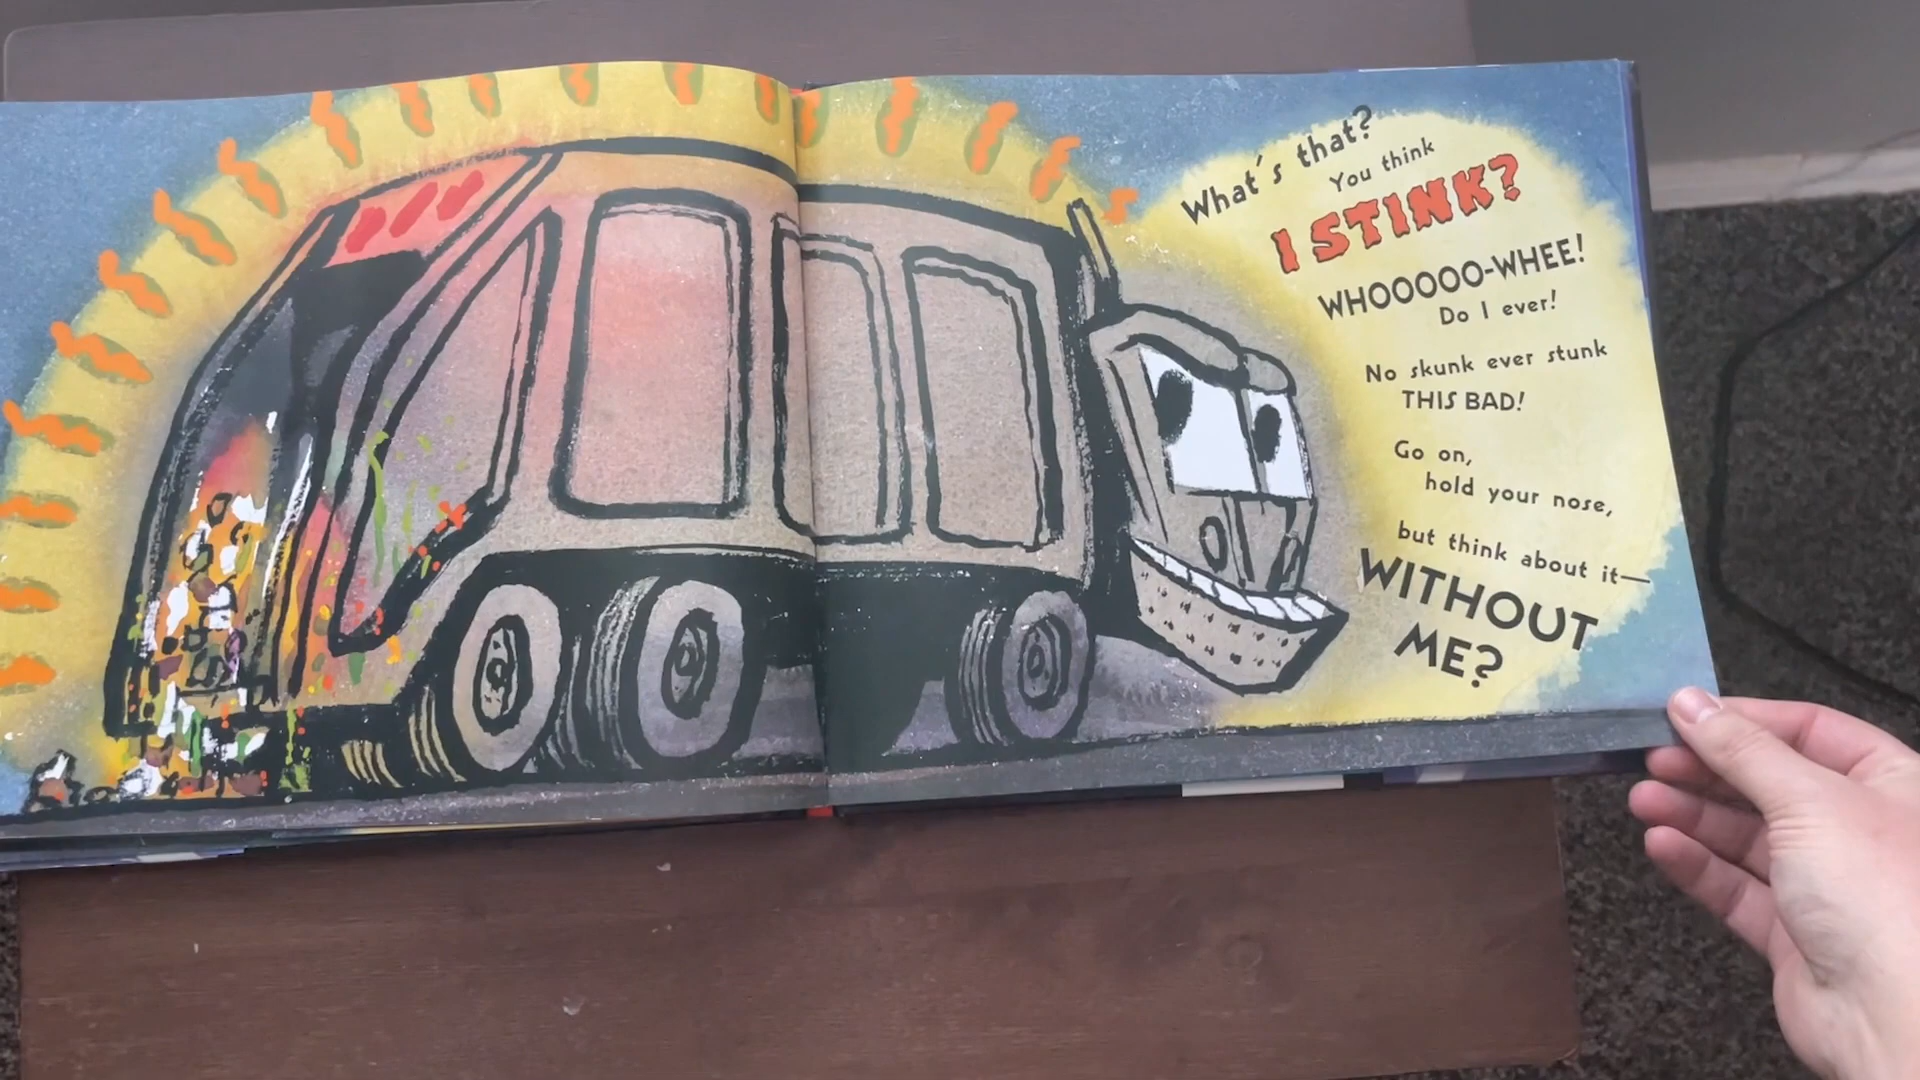 What's that?
You think
I STINK?
WHOOOOO-WHEE!
Do I ever!
No skunk ever stunk
THIS BAD!
Go on,
hold your nose,
but think about it—
WITHOUT
ME?